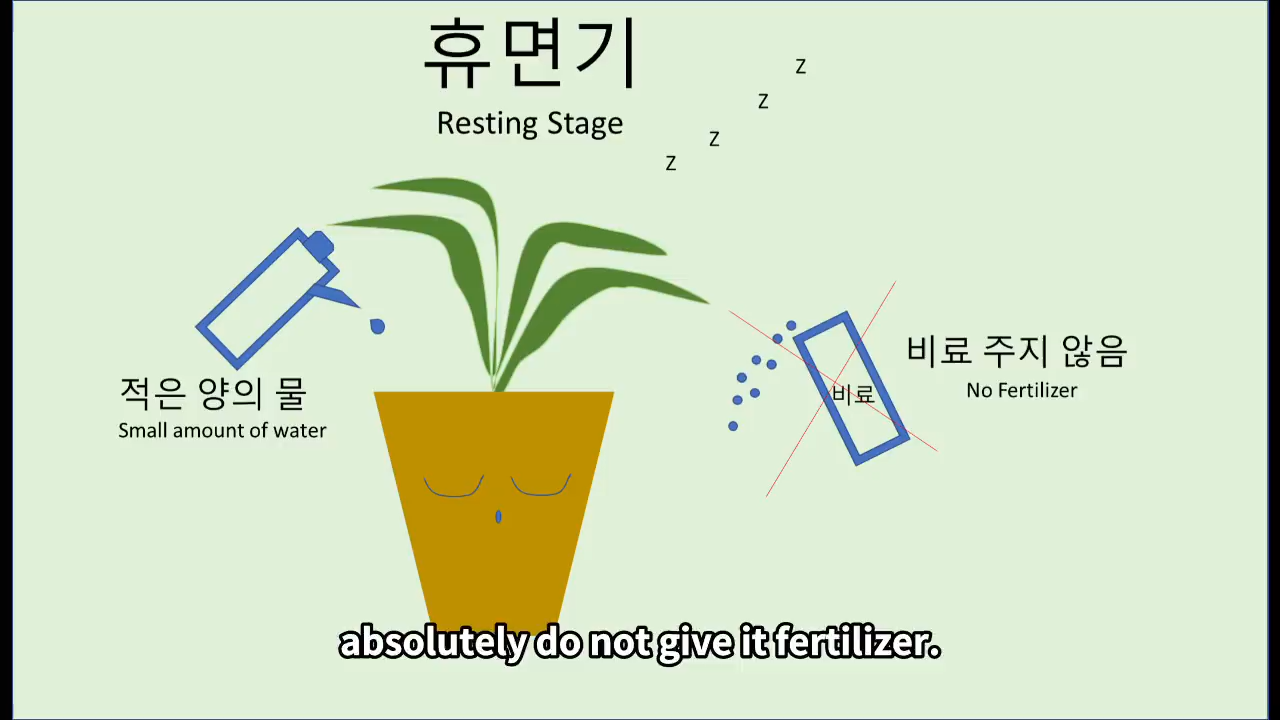 휴면기
Resting Stage
z
z
z
z
적은 양의 물
Small amount of water
비료
비료 주지 않음
No Fertilizer
absolutely do not give it fertilizer.